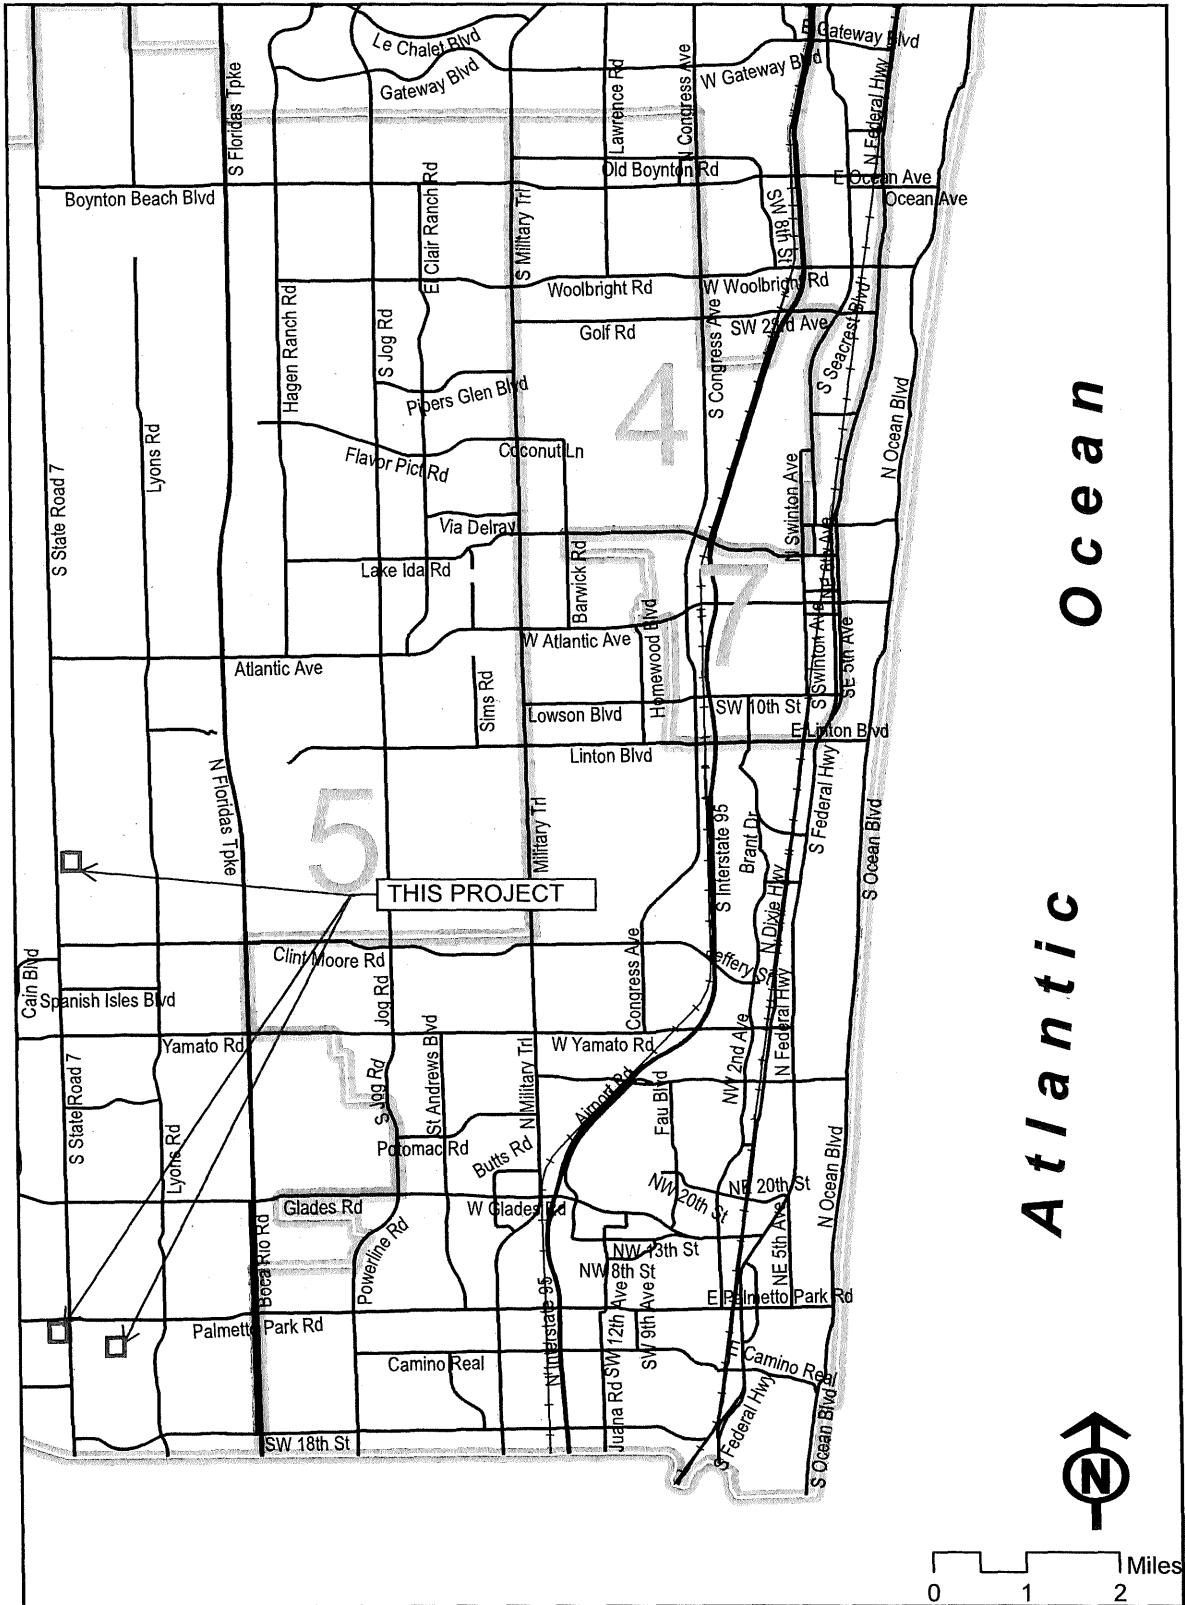 Le Chalet Blvd
E Gateway Blvd
Gateway Blvd
W Gateway Blvd
S Floridas Tpke
Lawrence Rd
N Congress Ave
N Federal Hwy
Old Boynton Rd
E Ocean Ave
Ocean Ave
Boynton Beach Blvd
El Clair Ranch Rd
S Military Trl
SW 8th St
Woolbright Rd
W Woolbright Rd
Hagen Ranch Rd
S Jog Rd
Golf Rd
S Congress Ave
SW 23rd Ave
S Seacrest Blvd
Pipers Glen Blvd
4
N Ocean Blvd
Lyons Rd
Flavor Pict Rd
Coconut Ln
S State Road 7
Via Delray
N Swinton Ave
NE 6th Ave
Lake Ida Rd
Barwick Rd
7
Homewood Blvd
W Atlantic Ave
Atlantic Ave
S Swinton Ave
SE 5th Ave
Sims Rd
Lowson Blvd
SW 10th St
E Linton Blvd
Linton Blvd
N Floridas Tpke
5
Military Trl
S Interstate 95
Brant Dr
S Federal Hwy
S Ocean Blvd
THIS PROJECT
N Dixie Hwy
Cain Blvd
Clint Moore Rd
Congress Ave
Jeffery St
Spanish Isles Blvd
Jog Rd
N Federal Hwy
Yamato Rd
St Andrews Blvd
W Yamato Rd
N Military Trl
NW 2nd Ave
S State Road 7
S Jog Rd
Airport Rd
Fau Blvd
Lyons Rd
Potomac Rd
Butts Rd
N Ocean Blvd
NW 20th St
NE 20th St
Glades Rd
W Glades Rd
Boca Rio Rd
Powerline Rd
NW 13th St
NE 5th Ave
NW 8th St
N Interstate 95
SW 12th Ave
SW 9th Ave
E Palmetto Park Rd
Palmetto Park Rd
Camino Real
Camino Real
Juana Rd
S Federal Hwy
S Ocean Blvd
SW 18th St
Atlantic Ocean
N
Miles
0 1 2